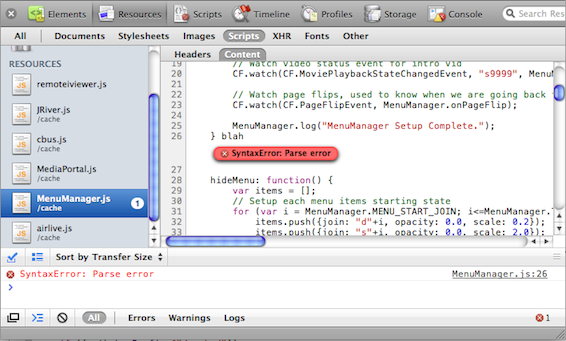 Elements Resources Scripts Timeline Profiles Storage Console Search Res
All Documents Stylesheets Images Scripts XHR Fonts Other
RESOURCES
remoteiviewer.js
JRiver.js
/cache
cbus.js
/cache
MediaPortal.js
/cache
MenuManager.js
/cache
1
airlive.js
/cache
Headers Content
19 // Watch video status event for intro vid
20 CF.watch(CF.MoviePlaybackStateChangedEvent, "s9999", Menu
21
22 // Watch page flips, used to know when we are going back
23 CF.watch(CF.PageFlipEvent, MenuManager.onPageFlip);
24
25 MenuManager.log("MenuManager Setup Complete.");
26 } blah
SyntaxError: Parse error
27
28 hideMenu: function() {
29 var items = [];
30 // Setup each menu items starting state
31 for (var i = MenuManager.MENU_START_JOIN; i<=MenuManager.
32 items.push({join: "d"+i, opacity: 0.0, scale: 0.2});
33 items.push({join: "s"+i, opacity: 0.0, scale: 2.0});
Sort by Transfer Size
SyntaxError: Parse error MenuManager.js:26
>
All Errors Warnings Logs 1